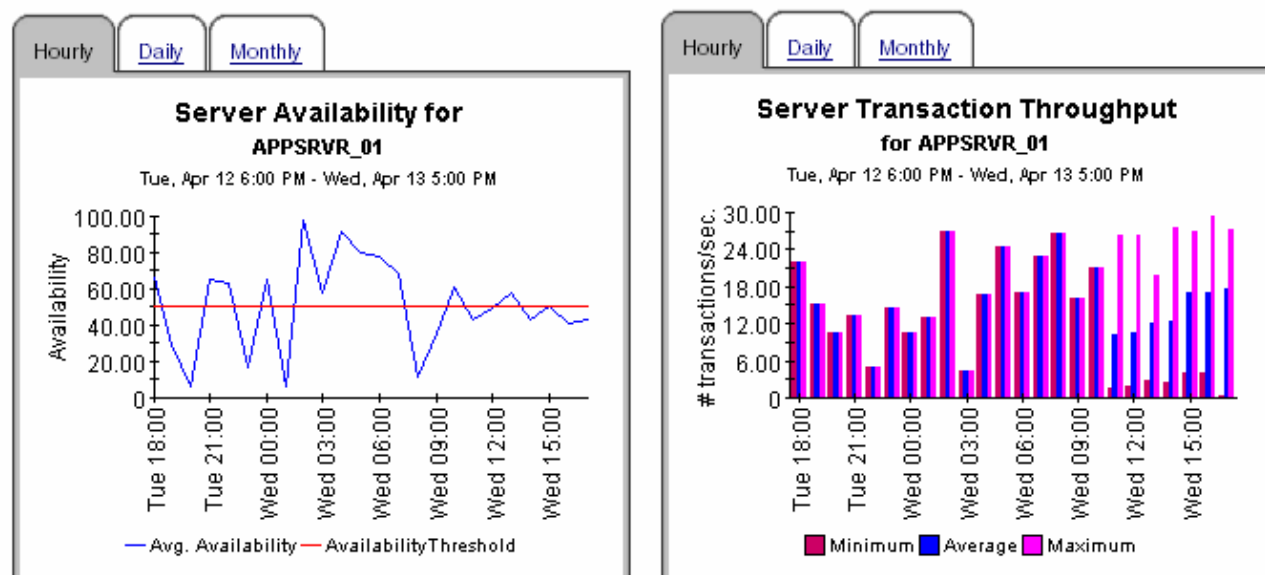 Hourly
Daily
Monthly
Server Availability for
APPSRVR_01
Tue, Apr 12 6:00 PM - Wed, Apr 13 5:00 PM
Availability
100.00
80.00
60.00
40.00
20.00
0
Tue 18:00
Tue 21:00
Wed 00:00
Wed 03:00
Wed 06:00
Wed 09:00
Wed 12:00
Wed 15:00
Avg. Availability
AvailabilityThreshold
Hourly
Daily
Monthly
Server Transaction Throughput
for APPSRVR_01
Tue, Apr 12 6:00 PM - Wed, Apr 13 5:00 PM
# transactions/sec.
30.00
24.00
18.00
12.00
6.00
0
Tue 18:00
Tue 21:00
Wed 00:00
Wed 03:00
Wed 06:00
Wed 09:00
Wed 12:00
Wed 15:00
Minimum
Average
Maximum